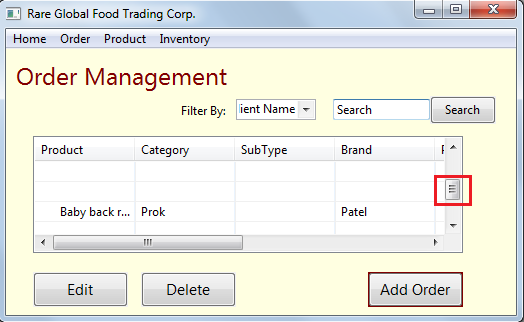 Rare Global Food Trading Corp.
Home Order Product Inventory
Order Management
Filter By: ient Name Search Search
Product Category SubType Brand
Baby back r... Prok Patel
Edit Delete Add Order